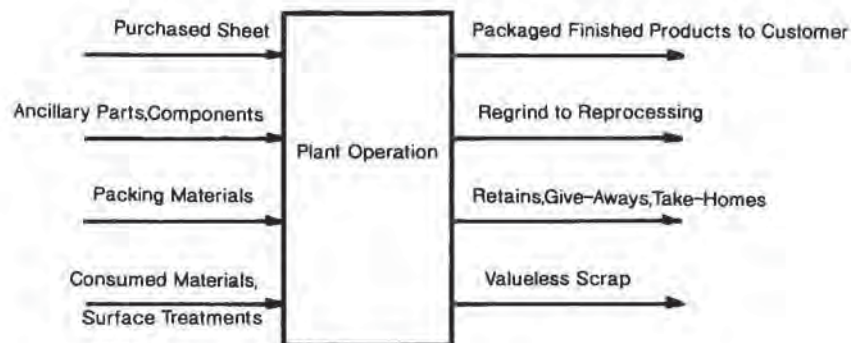 Purchased Sheet
Packaged Finished Products to Customer
Ancillary Parts,Components
Regrind to Reprocessing
Plant Operation
Packing Materials
Retains,Give-Aways,Take-Homes
Consumed Materials,
Surface Treatments
Valueless Scrap